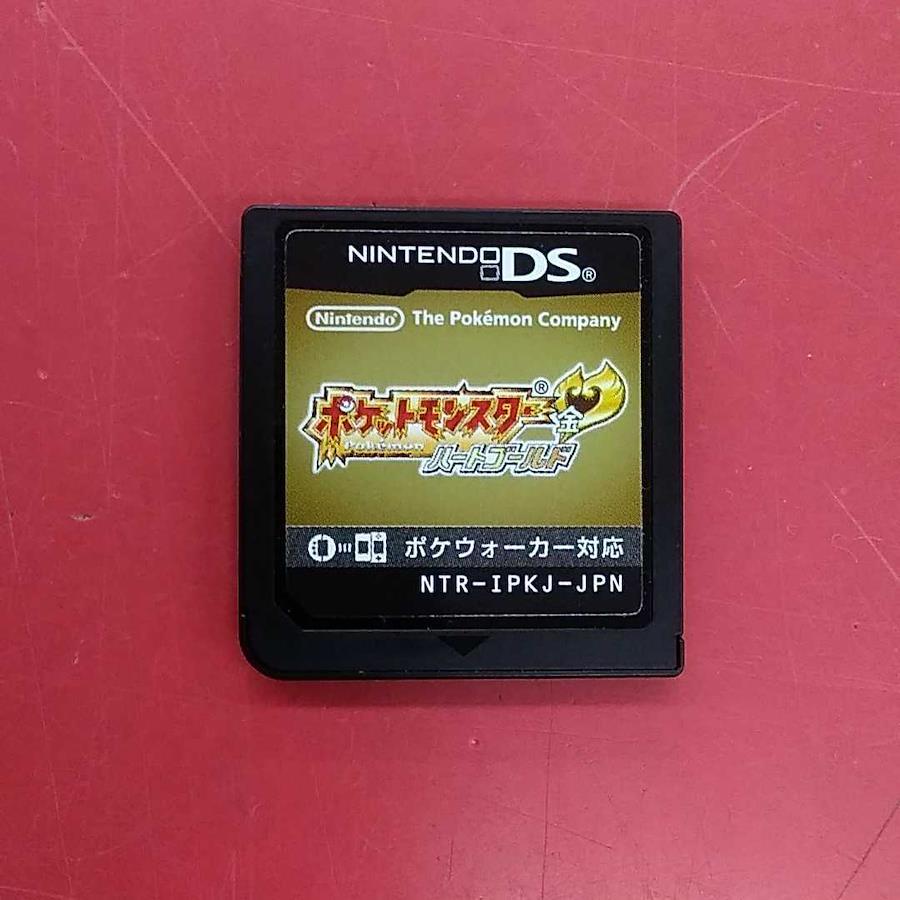 NINTENDO DS®
Nintendo® The Pokémon Company
ポケットモンスター®
Pokémon
金
ハートゴールド
ポケウォーカー対応
NTR-IPKJ-JPN